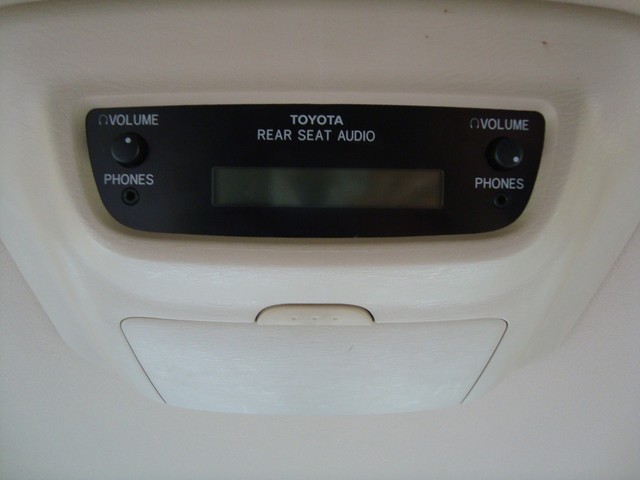 TOYOTA
REAR SEAT AUDIO
VOLUME
PHONES
VOLUME
PHONES